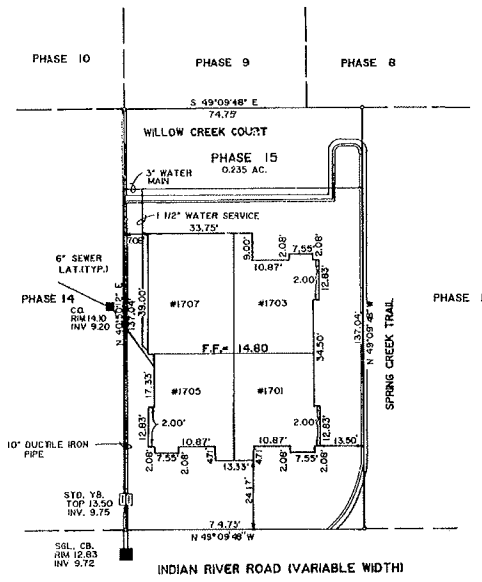 PHASE 10
PHASE 9
PHASE 8
S 49°09'48" E
74.75'
WILLOW CREEK COURT
PHASE 15
0.235 AC.
3" WATER
MAIN
1 1/2" WATER SERVICE
33.75'
7.08'
9.00'
2.08'
7.55'
2.08'
10.87'
2.00'
12.83'
6" SEWER
LAT.(TYP.)
PHASE 14
C.O.
RIM 14.10
INV 9.20
N 40°50'12" E
137.04'
39.00'
#1707
#1703
F.F.= 14.80
34.50'
137.04'
N 49°09'48" W
SPRING CREEK TRAIL
PHASE
17.33'
#1705
#1701
12.83'
2.00'
2.00'
12.83'
10" DUCTILE IRON
PIPE
10.87'
10.87'
13.50'
2.08'
7.55'
2.08'
4.71'
13.33'
4.71'
2.08'
7.55'
2.08'
24.17'
STD. YB.
TOP 13.50
INV. 9.75
74.75'
N 49°09'48" W
SGL. CB.
RIM 12.83
INV 9.72
INDIAN RIVER ROAD (VARIABLE WIDTH)